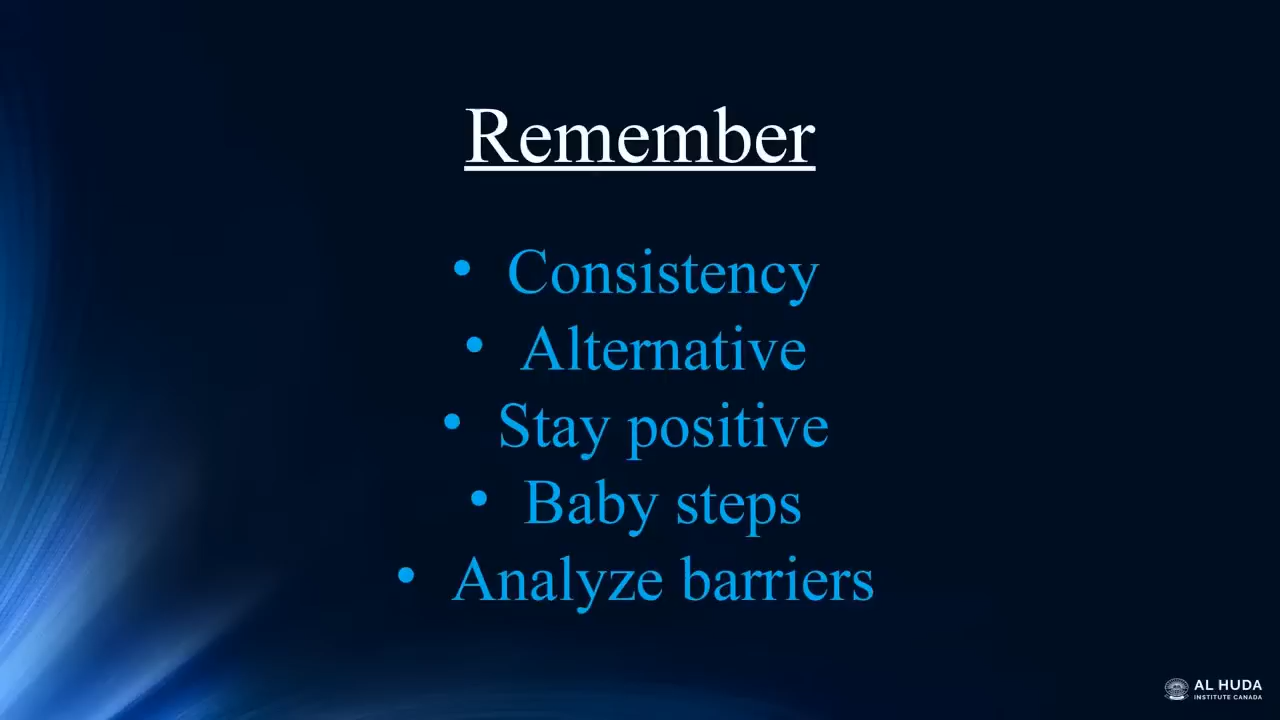 Remember
• Consistency
• Alternative
• Stay positive
• Baby steps
• Analyze barriers
AL HUDA
INSTITUTE CANADA